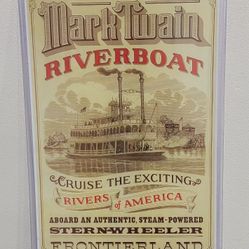 Mark Twain
RIVERBOAT
CRUISE THE EXCITING
RIVERS of AMERICA
ABOARD AN AUTHENTIC, STEAM-POWERED
STERN-WHEELER
FRONTIERLAND